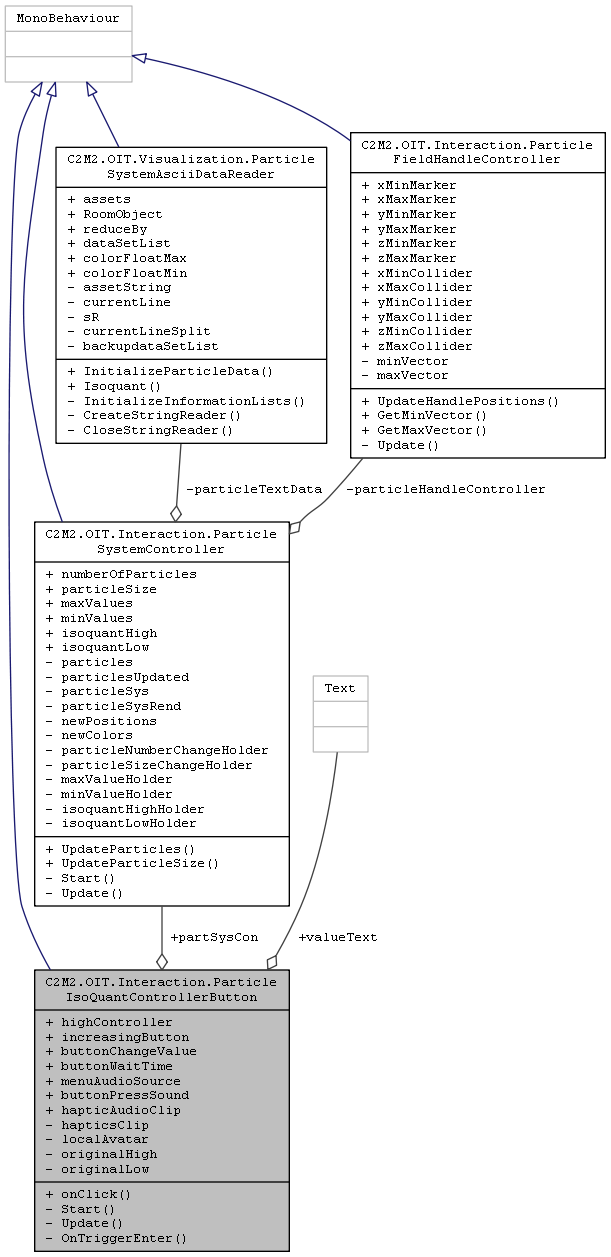 MonoBehaviour
C2M2.OIT.Visualization.Particle
SystemAsciiDataReader
+ assets
+ RoomObject
+ reduceBy
+ dataSetList
+ colorFloatMax
+ colorFloatMin
- assetString
- currentLine
- sR
- currentLineSplit
- backupdataSetList
+ InitializeParticleData()
+ Isoquant()
- InitializeInformationLists()
- CreateStringReader()
- CloseStringReader()
C2M2.OIT.Interaction.Particle
FieldHandleController
+ xMinMarker
+ xMaxMarker
+ yMinMarker
+ yMaxMarker
+ zMinMarker
+ zMaxMarker
+ xMinCollider
+ xMaxCollider
+ yMinCollider
+ yMaxCollider
+ zMinCollider
+ zMaxCollider
- minVector
- maxVector
+ UpdateHandlePositions()
+ GetMinVector()
+ GetMaxVector()
- Update()
-particleTextData
-particleHandleController
C2M2.OIT.Interaction.Particle
SystemController
+ numberOfParticles
+ particleSize
+ maxValues
+ minValues
+ isoquantHigh
+ isoquantLow
- particles
- particlesUpdated
- particleSys
- particleSysRend
- newPositions
- newColors
- particleNumberChangeHolder
- particleSizeChangeHolder
- maxValueHolder
- minValueHolder
- isoquantHighHolder
- isoquantLowHolder
+ UpdateParticles()
+ UpdateParticleSize()
- Start()
- Update()
Text
+partSysCon
+valueText
C2M2.OIT.Interaction.Particle
IsoQuantControllerButton
+ highController
+ increasingButton
+ buttonChangeValue
+ buttonWaitTime
+ menuAudioSource
+ buttonPressSound
+ hapticAudioClip
- hapticsClip
- localAvatar
- originalHigh
- originalLow
+ onClick()
- Start()
- Update()
- OnTriggerEnter()